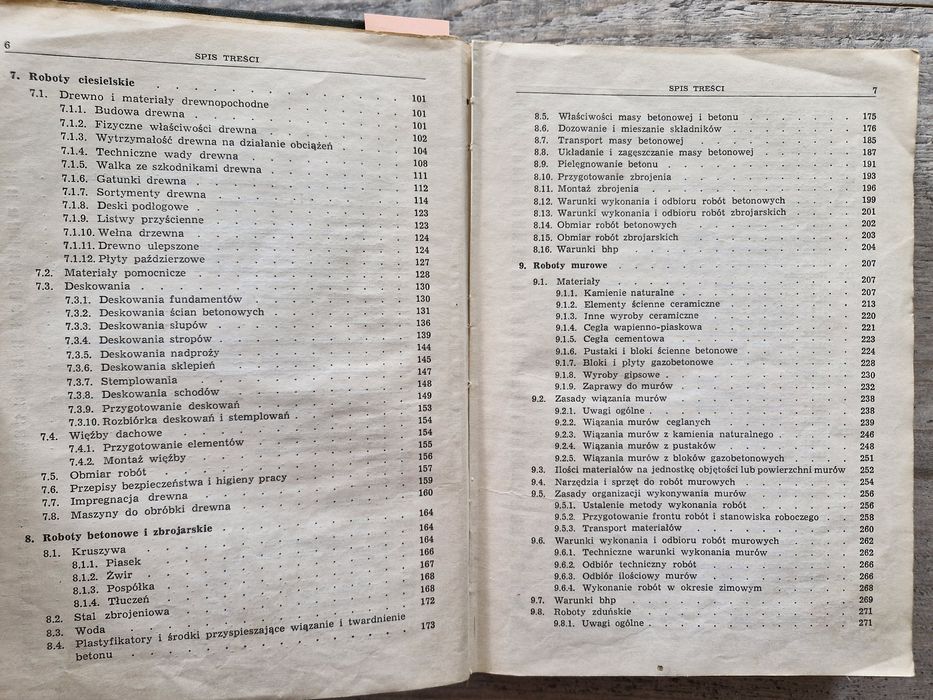 6
SPIS TREŚCI
7. Roboty ciesielskie . . . 101
7.1. Drewno i materiały drewnopochodne . . . 101
7.1.1. Budowa drewna . . . 101
7.1.2. Fizyczne właściwości drewna . . . 102
7.1.3. Wytrzymałość drewna na działanie obciążeń . . . 104
7.1.4. Techniczne wady drewna . . . 108
7.1.5. Walka ze szkodnikami drewna . . . 111
7.1.6. Gatunki drewna . . . 112
7.1.7. Sortymenty drewna . . . 114
7.1.8. Deski podłogowe . . . 123
7.1.9. Listwy przyścienne . . . 123
7.1.10. Wełna drzewna . . . 124
7.1.11. Drewno ulepszone . . . 124
7.1.12. Płyty paździerzowe . . . 127
7.2. Materiały pomocnicze . . . 128
7.3. Deskowania . . . 130
7.3.1. Deskowania fundamentów . . . 130
7.3.2. Deskowania ścian betonowych . . . 131
7.3.3. Deskowania słupów . . . 136
7.3.4. Deskowania stropów . . . 139
7.3.5. Deskowania nadproży . . . 144
7.3.6. Deskowania sklepień . . . 145
7.3.7. Stemplowania . . . 147
7.3.8. Deskowania schodów . . . 148
7.3.9. Przygotowanie deskowań . . . 149
7.3.10. Rozbiórka deskowań i stemplowań . . . 153
7.4. Więźby dachowe . . . 154
7.4.1. Przygotowanie elementów . . . 154
7.4.2. Montaż więźby . . . 155
7.5. Obmiar robót . . . 156
7.6. Przepisy bezpieczeństwa i higieny pracy . . . 157
7.7. Impregnacja drewna . . . 159
7.8. Maszyny do obróbki drewna . . . 160
8. Roboty betonowe i zbrojarskie . . . 164
8.1. Kruszywa . . . 164
8.1.1. Piasek . . . 164
8.1.2. Żwir . . . 166
8.1.3. Pospółka . . . 167
8.1.4. Tłuczeń . . . 168
8.2. Stal zbrojeniowa . . . 168
8.3. Woda . . . 172
8.4. Plastyfikatory i środki przyspieszające wiązanie i twardnienie
betonu . . . 173
SPIS TREŚCI
7
8.5. Właściwości masy betonowej i betonu . . . 175
8.6. Dozowanie i mieszanie składników . . . 176
8.7. Transport masy betonowej . . . 185
8.8. Układanie i zagęszczanie masy betonowej . . . 187
8.9. Pielęgnowanie betonu . . . 191
8.10. Przygotowanie zbrojenia . . . 193
8.11. Montaż zbrojenia . . . 196
8.12. Warunki wykonania i odbioru robót betonowych . . . 199
8.13. Warunki wykonania i odbioru robót zbrojarskich . . . 201
8.14. Obmiar robót betonowych . . . 202
8.15. Obmiar robót zbrojarskich . . . 203
8.16. Warunki bhp . . . 204
9. Roboty murowe . . . 207
9.1. Materiały . . . 207
9.1.1. Kamienie naturalne . . . 207
9.1.2. Elementy ścienne ceramiczne . . . 213
9.1.3. Inne wyroby ceramiczne . . . 220
9.1.4. Cegła wapienno-piaskowa . . . 221
9.1.5. Cegła cementowa . . . 223
9.1.6. Pustaki i bloki ścienne betonowe . . . 224
9.1.7. Bloki i płyty gazobetonowe . . . 228
9.1.8. Wyroby gipsowe . . . 230
9.1.9. Zaprawy do murów . . . 232
9.2. Zasady wiązania murów . . . 238
9.2.1. Uwagi ogólne . . . 238
9.2.2. Wiązania murów ceglanych . . . 239
9.2.3. Wiązania murów z kamienia naturalnego . . . 246
9.2.4. Wiązania murów z pustaków . . . 248
9.2.5. Wiązania murów z bloków gazobetonowych . . . 251
9.3. Ilości materiałów na jednostkę objętości lub powierzchni murów 252
9.4. Narzędzia i sprzęt do robót murowych . . . 254
9.5. Zasady organizacji wykonywania murów . . . 256
9.5.1. Ustalenie metody wykonania robót . . . 256
9.5.2. Przygotowanie frontu robót i stanowiska roboczego . . . 258
9.5.3. Transport materiałów . . . 260
9.6. Warunki wykonania i odbioru robót murowych . . . 262
9.6.1. Techniczne warunki wykonania murów . . . 262
9.6.2. Odbiór techniczny robót . . . 266
9.6.3. Odbiór ilościowy murów . . . 266
9.6.4. Wykonanie robót w okresie zimowym . . . 268
9.7. Warunki bhp . . . 269
9.8. Roboty zduńskie . . . 271
9.8.1. Uwagi ogólne . . . 271